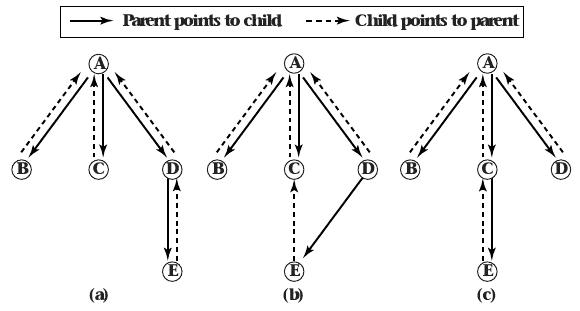 Parent points to child Child points to parent
A A A
B C D B C D B C D
E E E
(a) (b) (c)